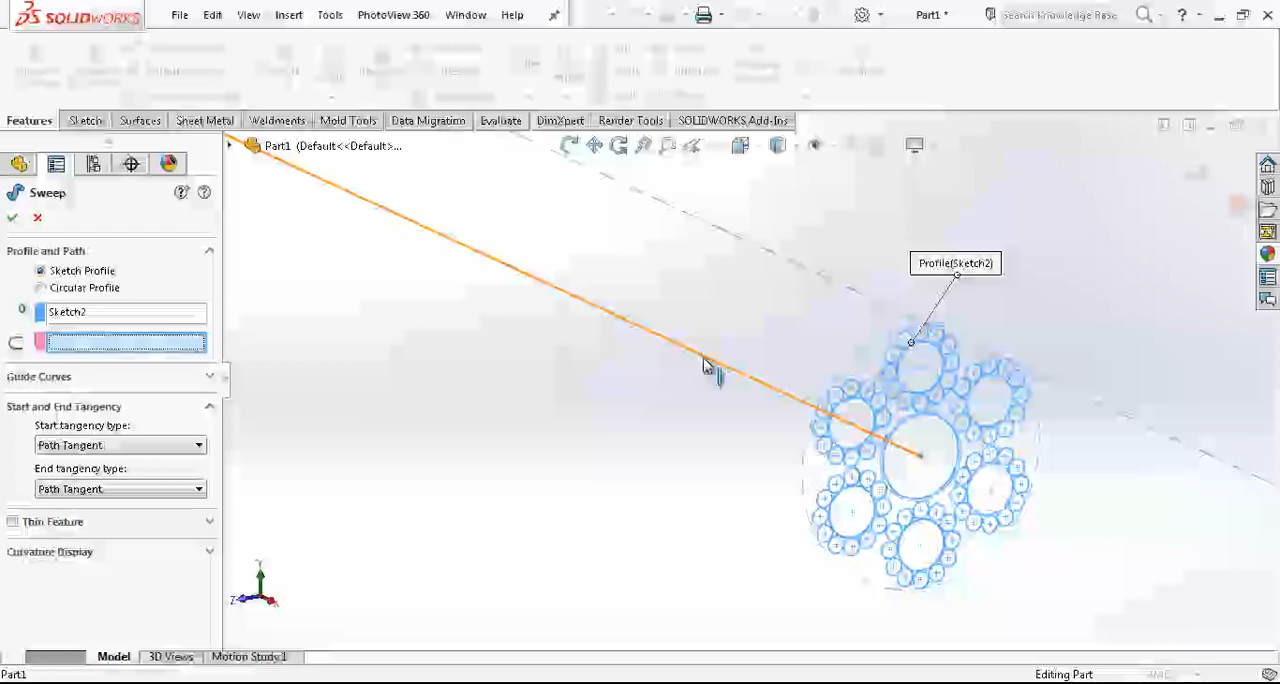 SOLIDWORKS File Edit View Insert Tools PhotoView 360 Window Help Part1 * Search Knowledge Base ?
Features Sketch Surfaces Sheet Metal Weldments Mold Tools Data Migration Evaluate DimXpert Render Tools SOLIDWORKS Add-Ins
Part1 (Default<<Default>...
Sweep
Profile and Path
Sketch Profile
Circular Profile
Sketch2
Guide Curves
Start and End Tangency
Start tangency type:
Path Tangent
End tangency type:
Path Tangent
Thin Feature
Curvature Display
Profile(Sketch2)
Y
Z
X
Model 3D Views Motion Study 1
Part1 Editing Part